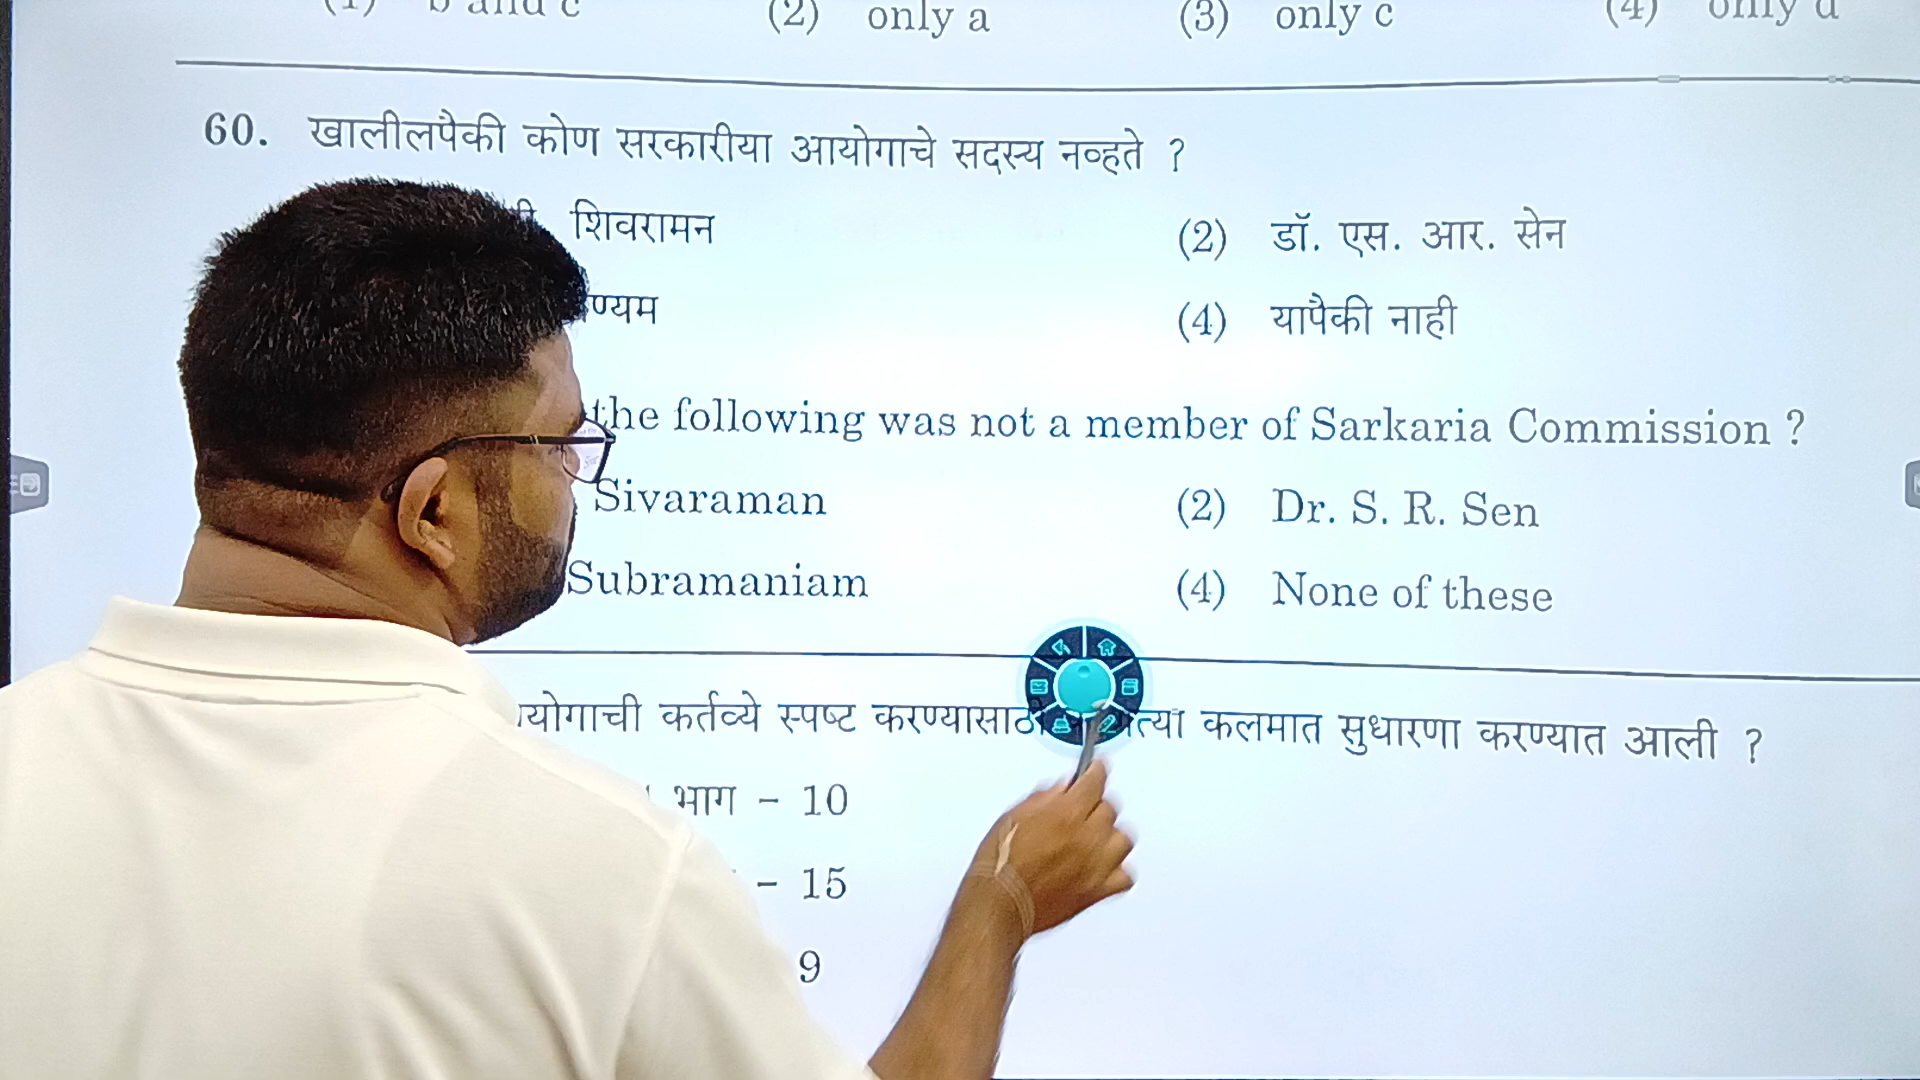 (1) b and c (2) only a (3) only c (4) only d
60. खालीलपैकी कोण सरकारीया आयोगाचे सदस्य नव्हते ?
शिवरामन (2) डॉ. एस. आर. सेन
(4) यापैकी नाही
the following was not a member of Sarkaria Commission ?
Sivaraman (2) Dr. S. R. Sen
Subramaniam (4) None of these
कर्तव्ये स्पष्ट करण्यासाठी कलमात सुधारणा करण्यात आली ?
भाग - 10
- 15
9